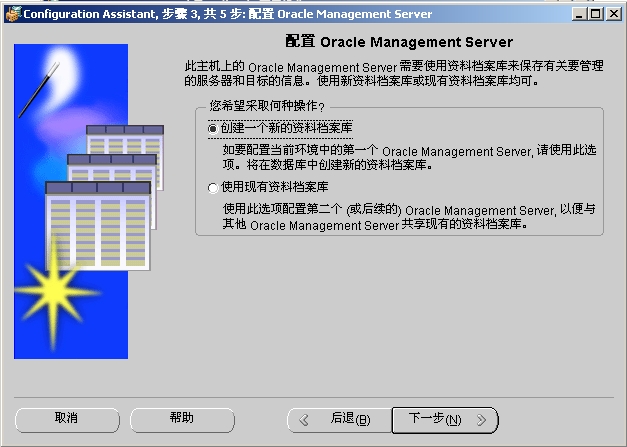 Configuration Assistant, 步骤 3, 共 5 步: 配置 Oracle Management Server
配置 Oracle Management Server
此主机上的 Oracle Management Server 需要使用资料档案库来保存有关要管理
的服务器和目标的信息。使用新资料档案库或现有资料档案库均可。
您希望采取何种操作?
创建一个新的资料档案库
如要配置当前环境中的第一个 Oracle Management Server, 请使用此选
项。将在数据库中创建新的资料档案库。
使用现有资料档案库
使用此选项配置第二个 (或后续的) Oracle Management Server, 以便与
其他 Oracle Management Server 共享现有的资料档案库。
取消 帮助 后退(B) 下一步(N)